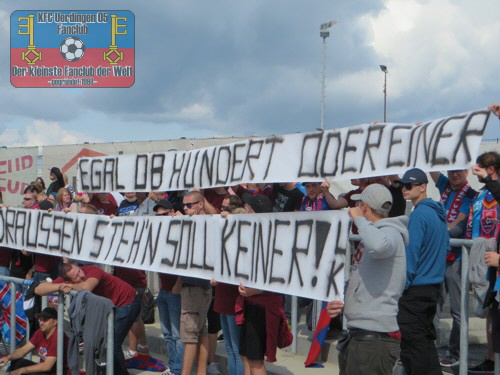 KFC Uerdingen 05
Fanclub
Der kleinste Fanclub der Welt
EGAL OB HUNDERT ODER EINER
DRAUSSEN STEH'N SOLL KEINER!